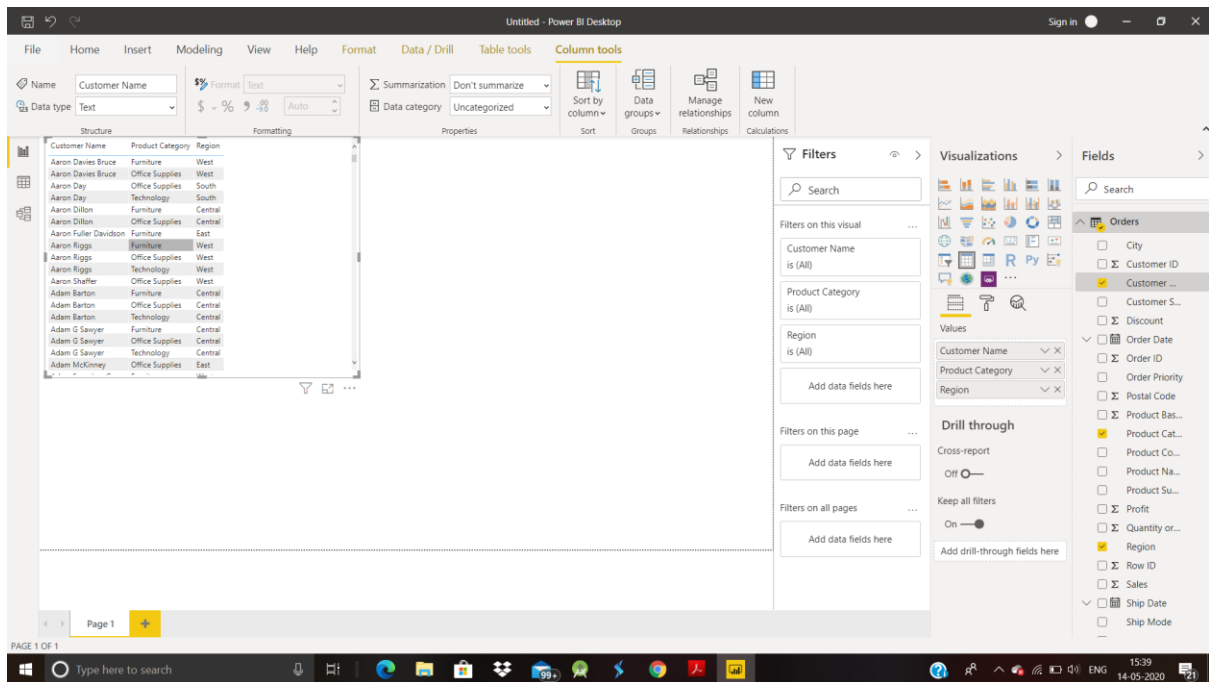 Untitled - Power BI Desktop
Sign in
File Home Insert Modeling View Help Format Data / Drill Table tools Column tools
Name Customer Name
Data type Text
Structure
$% Format Text
$ % 9 Auto
Formatting
Summarization Don't summarize
Data category Uncategorized
Properties
Sort by column
Sort
Data groups
Groups
Manage relationships
Relationships
New column
Calculations
Customer Name Product Category Region
Aaron Davies Bruce Furniture West
Aaron Davies Bruce Office Supplies West
Aaron Day Office Supplies South
Aaron Day Technology South
Aaron Dillon Furniture Central
Aaron Dillon Office Supplies Central
Aaron Fuller Davidson Furniture East
Aaron Riggs Furniture West
Aaron Riggs Office Supplies West
Aaron Riggs Technology West
Aaron Shaffer Office Supplies West
Adam Barton Furniture Central
Adam Barton Office Supplies Central
Adam Barton Technology Central
Adam G Sawyer Furniture Central
Adam G Sawyer Office Supplies Central
Adam G Sawyer Technology Central
Adam McKinney Office Supplies East
Filters
Search
Filters on this visual ...
Customer Name
is (All)
Product Category
is (All)
Region
is (All)
Add data fields here
Filters on this page ...
Add data fields here
Filters on all pages ...
Add data fields here
Visualizations
R Py
...
Values
Customer Name
Product Category
Region
Drill through
Cross-report
Off
Keep all filters
On
Add drill-through fields here
Fields
Search
Orders
City
Σ Customer ID
Customer ...
Customer S...
Σ Discount
Order Date
Σ Order ID
Order Priority
Σ Postal Code
Σ Product Bas...
Product Cat...
Product Co...
Product Na...
Product Su...
Σ Profit
Σ Quantity or...
Region
Σ Row ID
Σ Sales
Ship Date
Ship Mode
Page 1 +
PAGE 1 OF 1
Type here to search
99+
ENG
15:39
14-05-2020
21